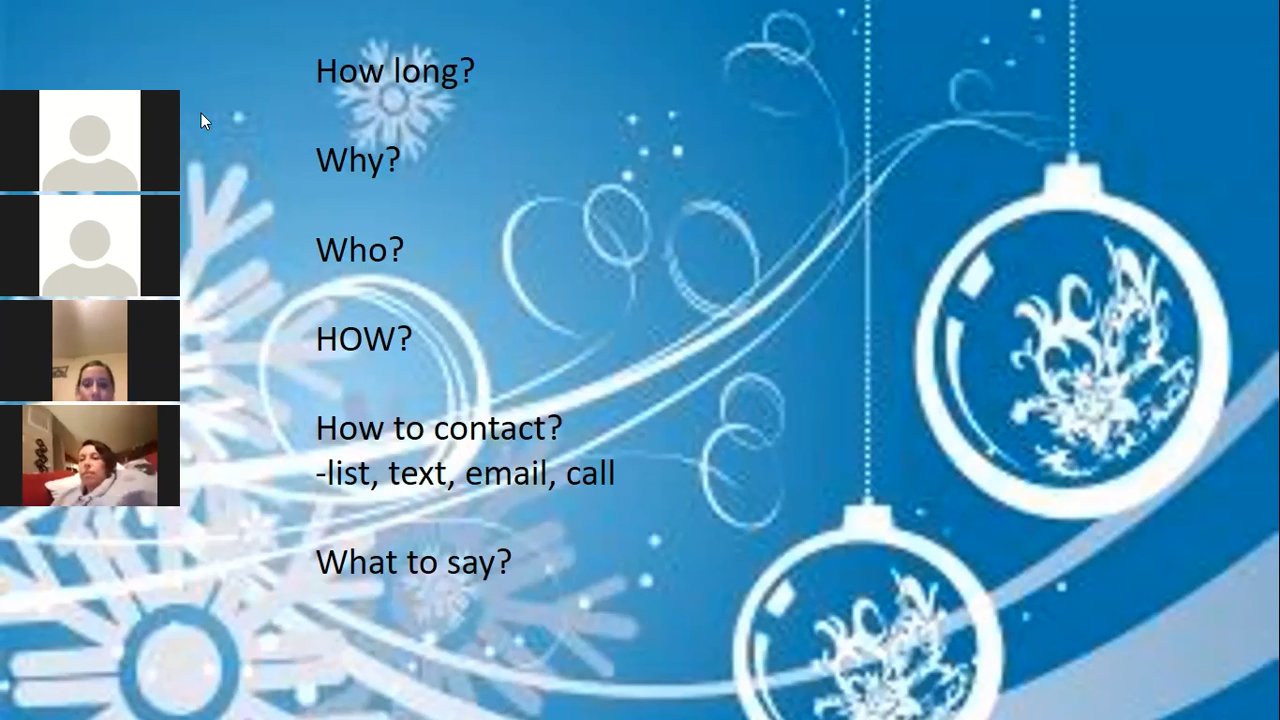 How long?
Why?
Who?
HOW?
How to contact?
-list, text, email, call
What to say?